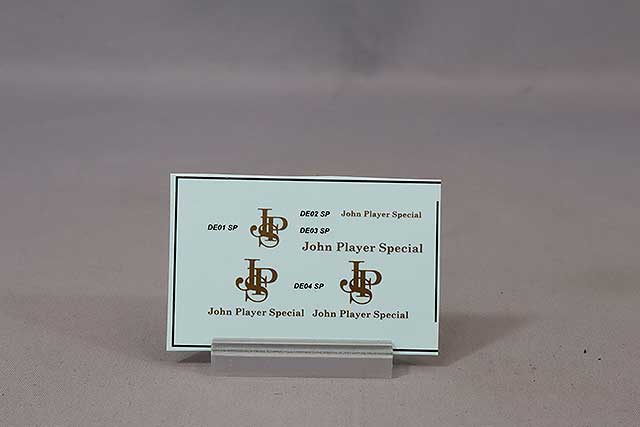 DE02 SP John Player Special
DE01 SP JPS DE03 SP
John Player Special
JPS DE04 SP JPS
John Player Special John Player Special